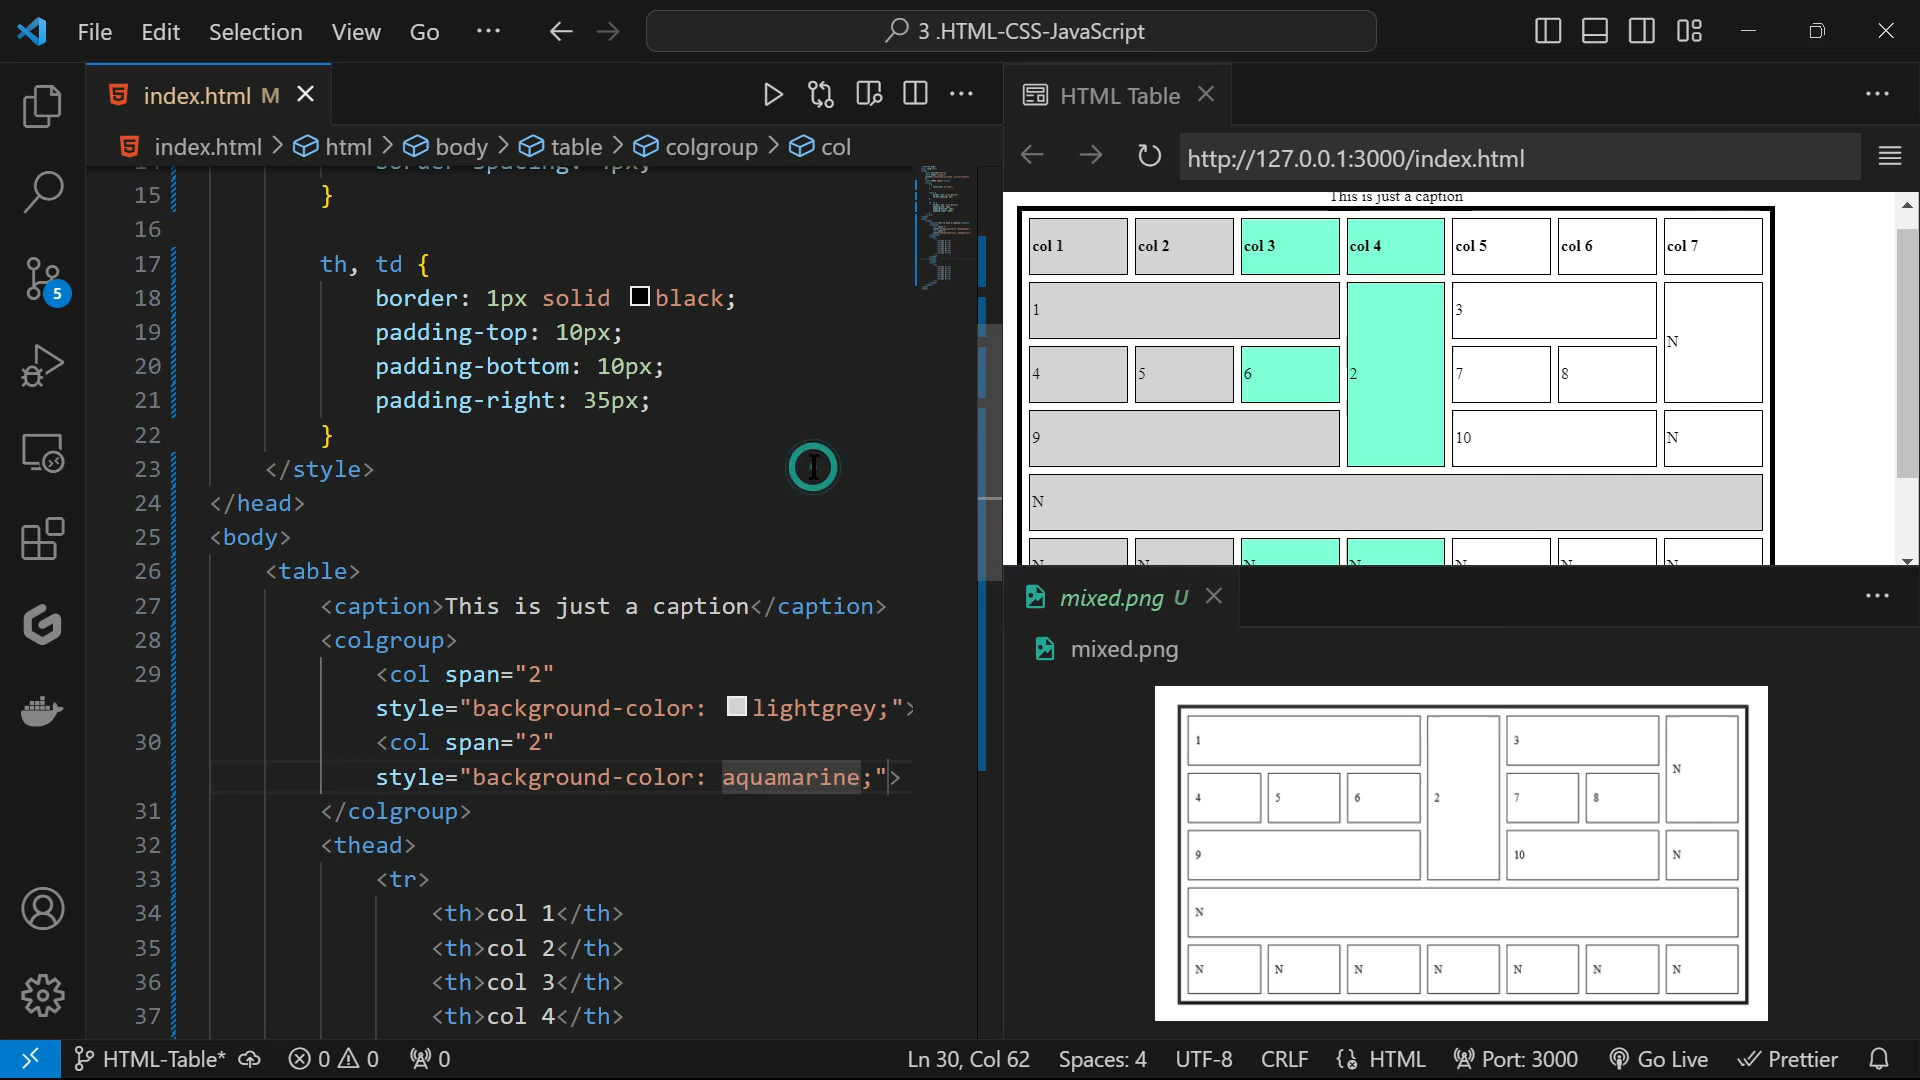 File Edit Selection View Go ... 3 .HTML-CSS-JavaScript
index.html M
index.html > html > body > table > colgroup > col
15 }
16
17 th, td {
18 border: 1px solid black;
19 padding-top: 10px;
20 padding-bottom: 10px;
21 padding-right: 35px;
22 }
23 </style>
24 </head>
25 <body>
26 <table>
27 <caption>This is just a caption</caption>
28 <colgroup>
29 <col span="2"
style="background-color: lightgrey;">
30 <col span="2"
style="background-color: aquamarine;">
31 </colgroup>
32 <thead>
33 <tr>
34 <th>col 1</th>
35 <th>col 2</th>
36 <th>col 3</th>
37 <th>col 4</th>
5
HTML Table
http://127.0.0.1:3000/index.html
This is just a caption
col 1 col 2 col 3 col 4 col 5 col 6 col 7
1 3
N
4 5 6 2 7 8
9 10 N
N
N N N N N N N
mixed.png U
mixed.png
1 3
N
4 5 6 2 7 8
9 10 N
N
N N N N N N N
HTML-Table* 0 0 0 Ln 30, Col 62 Spaces: 4 UTF-8 CRLF {} HTML Port: 3000 Go Live Prettier